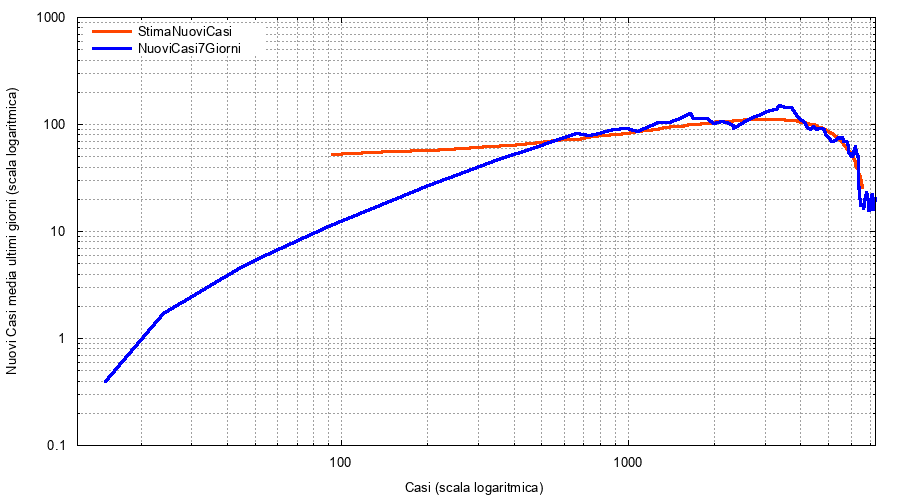 1000
StimaNuoviCasi
NuoviCasi7Giorni
100
10
1
0.1
Nuovi Casi media ultimi giorni (scala logaritmica)
100
1000
Casi (scala logaritmica)